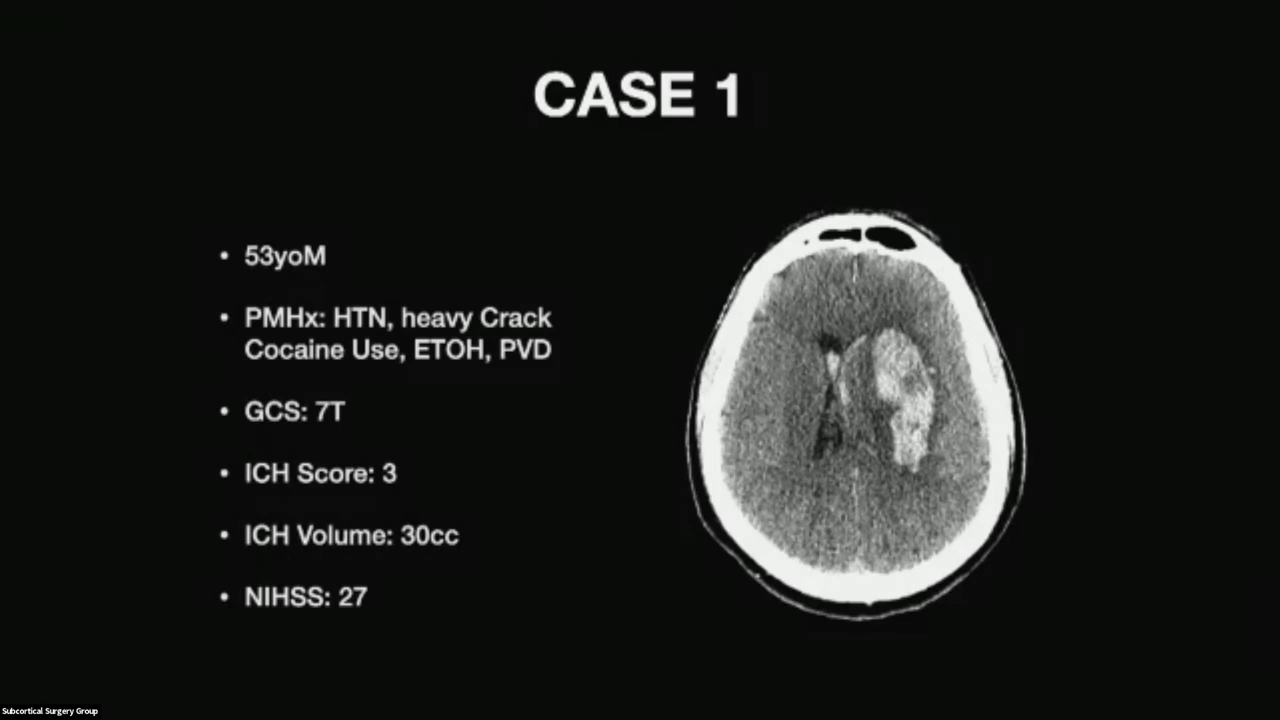 CASE 1
• 53yoM
• PMHx: HTN, heavy Crack
Cocaine Use, ETOH, PVD
• GCS: 7T
• ICH Score: 3
• ICH Volume: 30cc
• NIHSS: 27
Subcortical Surgery Group